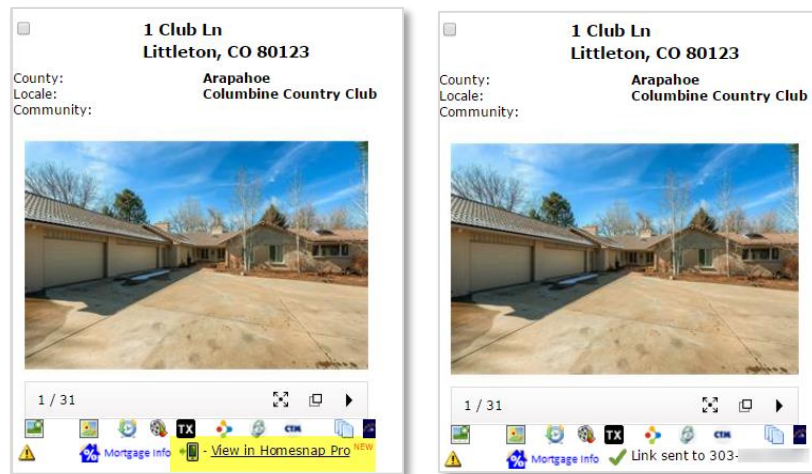 1 Club Ln
Littleton, CO 80123
County: Arapahoe
Locale: Columbine Country Club
Community:
1 / 31
TX
CTM
% Mortgage Info - View in Homesnap Pro NEW
1 Club Ln
Littleton, CO 80123
County: Arapahoe
Locale: Columbine Country Club
Community:
1 / 31
TX
CTM
% Mortgage Info Link sent to 303-